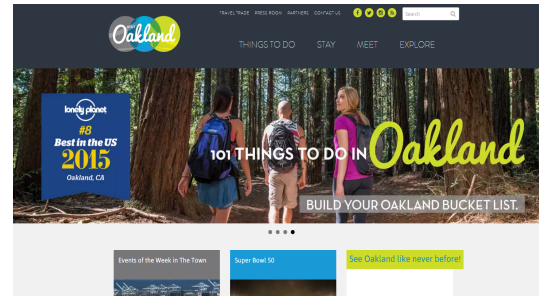 TRAVEL TRADE PRESS ROOM PARTNERS CONTACT US
Search
VISIT
Oakland
THINGS TO DO STAY MEET EXPLORE
lonely planet
#8
Best in the US
2015
Oakland, CA
101 THINGS TO DO IN Oakland
BUILD YOUR OAKLAND BUCKET LIST.
Events of the Week in The Town
Super Bowl 50
See Oakland like never before!